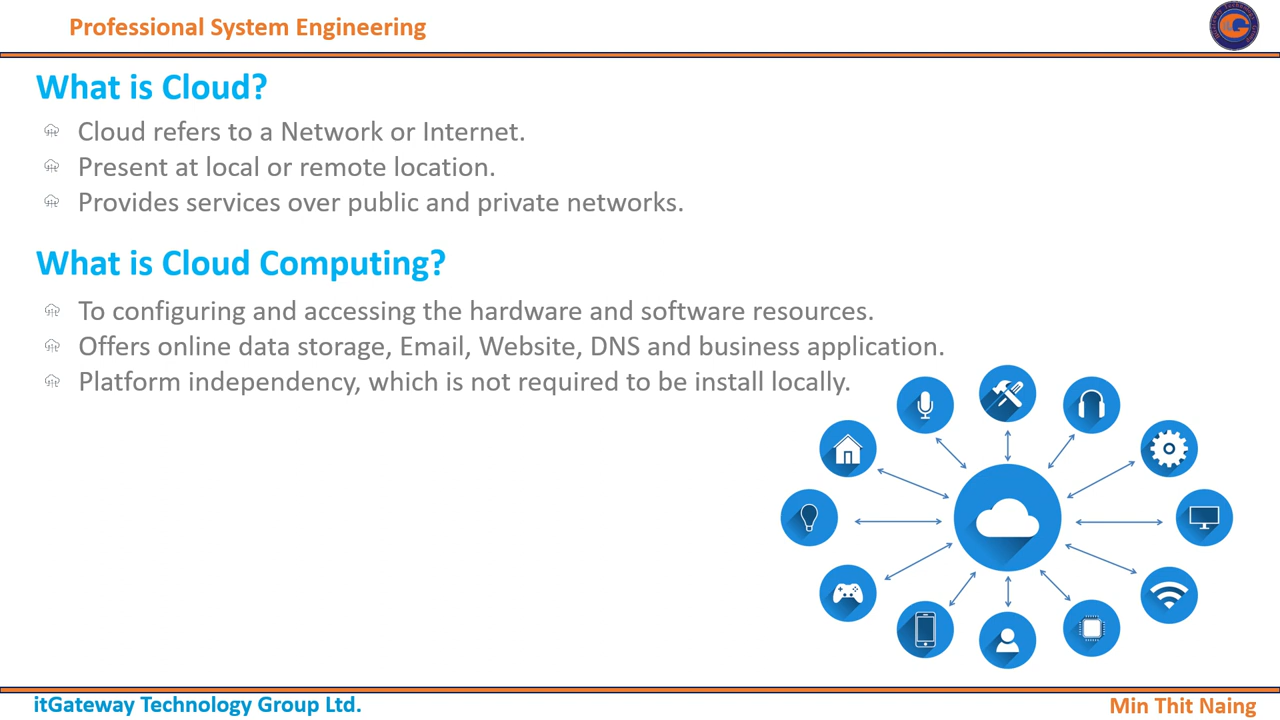 Professional System Engineering
What is Cloud?
Cloud refers to a Network or Internet.
Present at local or remote location.
Provides services over public and private networks.
What is Cloud Computing?
To configuring and accessing the hardware and software resources.
Offers online data storage, Email, Website, DNS and business application.
Platform independency, which is not required to be install locally.
itGateway Technology Group Ltd.
Min Thit Naing